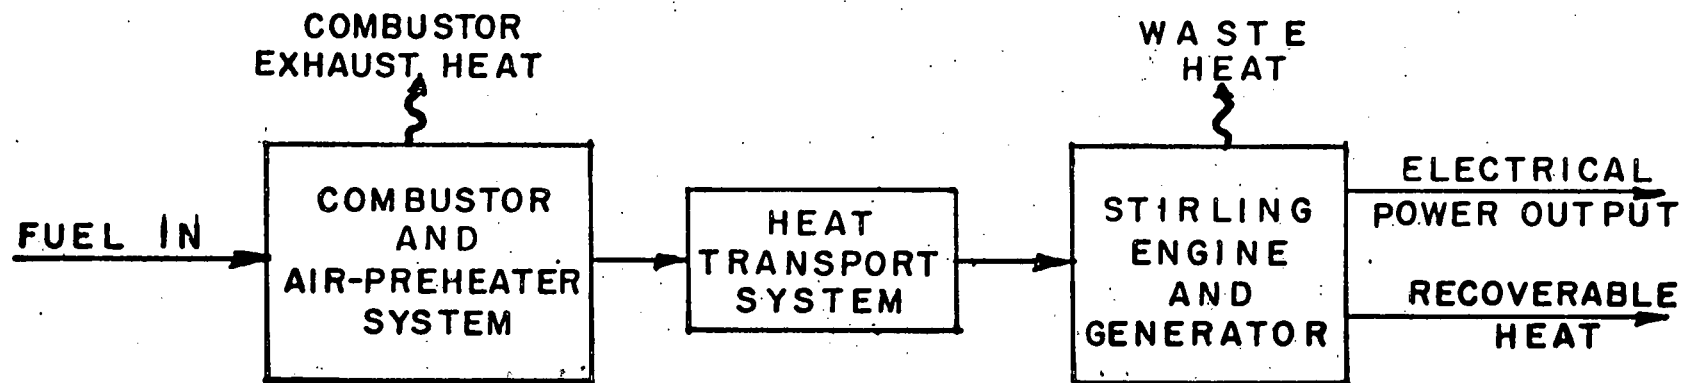 COMBUSTOR
EXHAUST HEAT
WASTE
HEAT
FUEL IN
COMBUSTOR
AND
AIR-PREHEATER
SYSTEM
HEAT
TRANSPORT
SYSTEM
STIRLING
ENGINE
AND
GENERATOR
ELECTRICAL
POWER OUTPUT
RECOVERABLE
HEAT